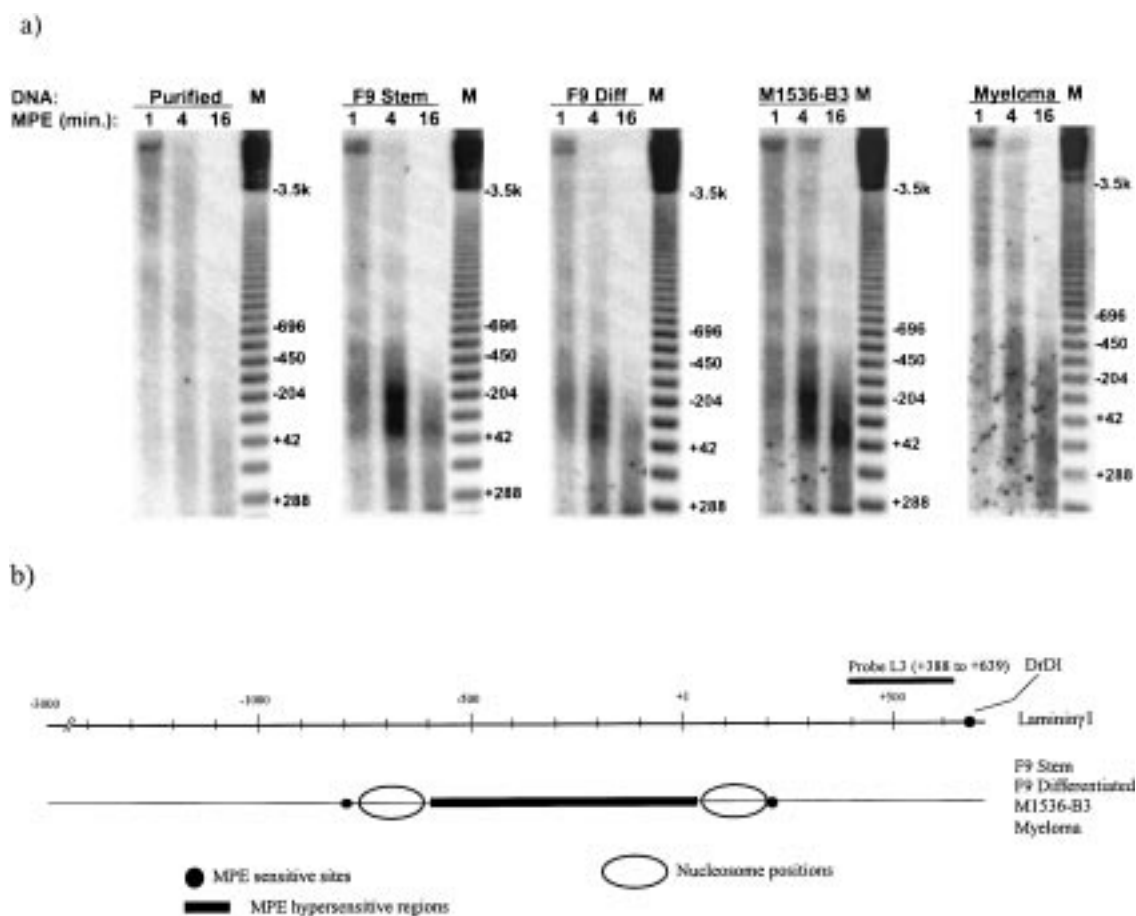 a)
DNA: Purified M F9 Stem M F9 Diff M M1536-B3 M Myeloma M
MPE (min.): 1 4 16 1 4 16 1 4 16 1 4 16 1 4 16
-3.5k -3.5k -3.5k -3.5k -3.5k
-696 -696 -696 -696 -696
-450 -450 -450 -450 -450
-204 -204 -204 -204 -204
+42 +42 +42 +42 +42
+288 +288 +288 +288 +288
b)
Probe L3 (+388 to +639) DrDI
-3000 -1000 -500 +1 +500
Lamininγ1
F9 Stem
F9 Differentiated
M1536-B3
Myeloma
MPE sensitive sites
Nucleosome positions
MPE hypersensitive regions